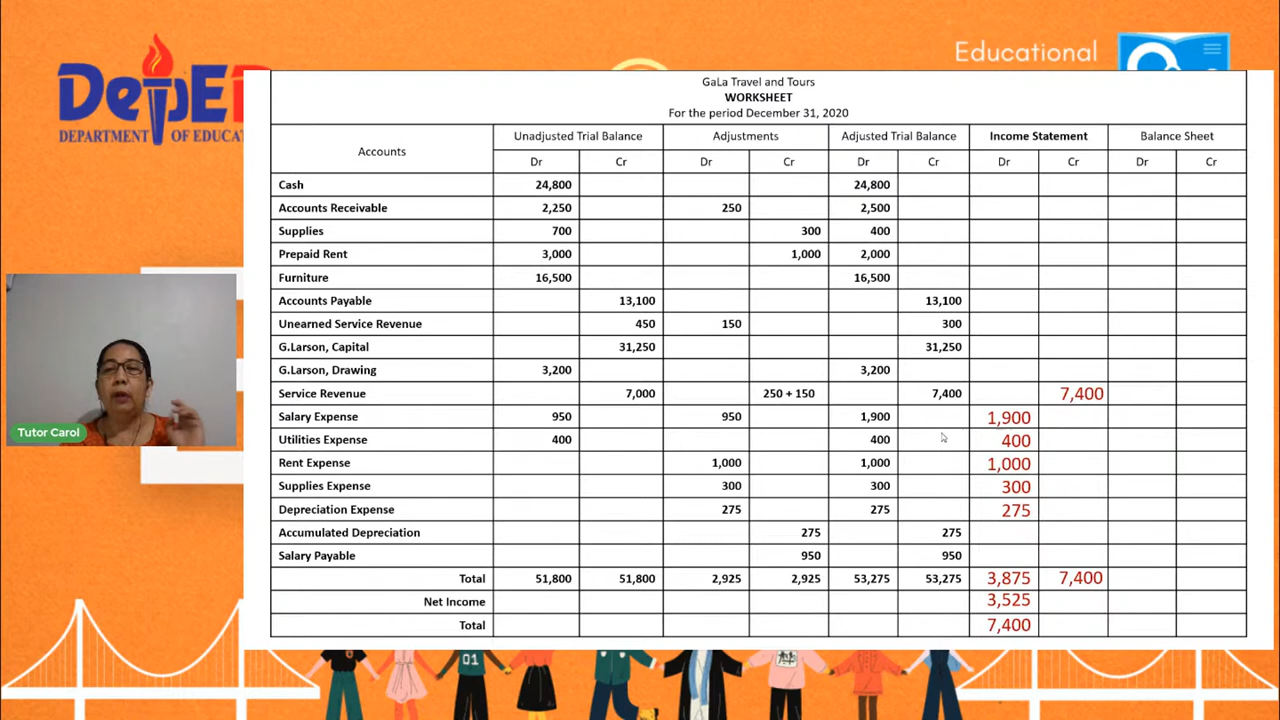 DepE
DEPARTMENT OF EDUCA
Educational
GaLa Travel and Tours
WORKSHEET
For the period December 31, 2020
Accounts Unadjusted Trial Balance Adjustments Adjusted Trial Balance Income Statement Balance Sheet
Dr Cr Dr Cr Dr Cr Dr Cr Dr Cr
Cash 24,800 24,800
Accounts Receivable 2,250 250 2,500
Supplies 700 300 400
Prepaid Rent 3,000 1,000 2,000
Furniture 16,500 16,500
Accounts Payable 13,100 13,100
Unearned Service Revenue 450 150 300
G.Larson, Capital 31,250 31,250
G.Larson, Drawing 3,200 3,200
Service Revenue 7,000 250 + 150 7,400 7,400
Salary Expense 950 950 1,900 1,900
Utilities Expense 400 400 400
Rent Expense 1,000 1,000 1,000
Supplies Expense 300 300 300
Depreciation Expense 275 275 275
Accumulated Depreciation 275 275
Salary Payable 950 950
Total 51,800 51,800 2,925 2,925 53,275 53,275 3,875 7,400
Net Income 3,525
Total 7,400
Tutor Carol
01